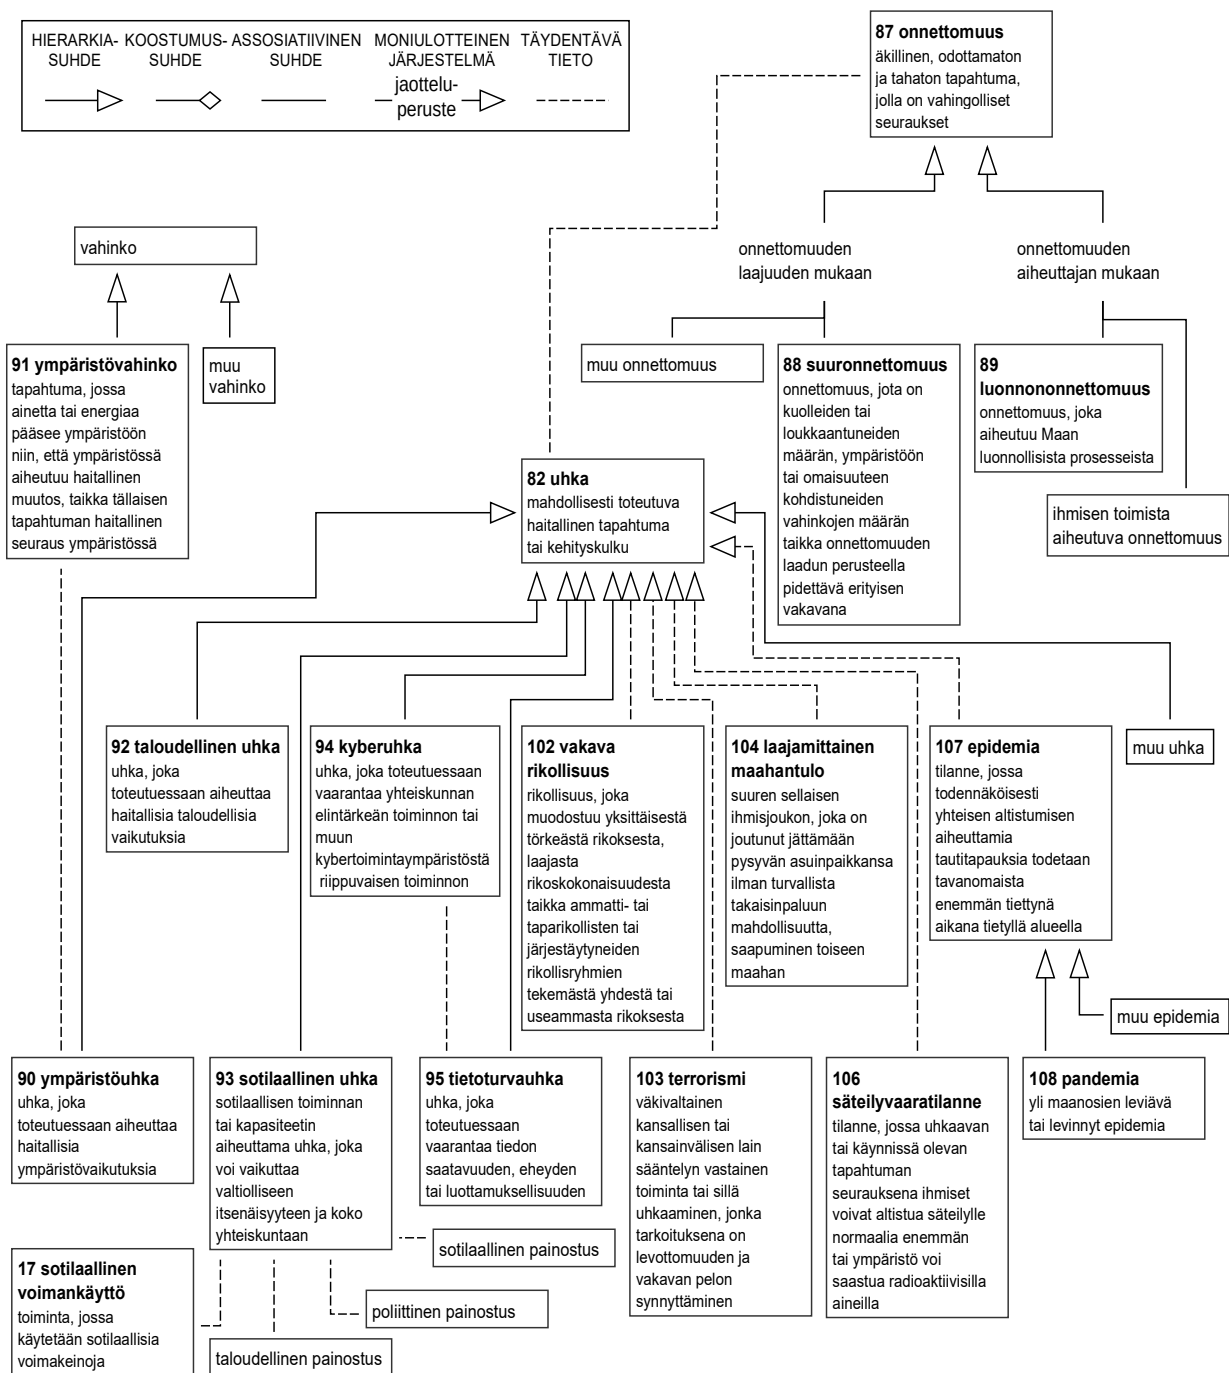 HIERARKIA-
SUHDE
KOOSTUMUS-
SUHDE
ASSOSIATIIVINEN
SUHDE
MONIULOTTEINEN
JÄRJESTELMÄ
jaottelu-
peruste
TÄYDENTÄVÄ
TIETO
87 onnettomuus
äkillinen, odottamaton
ja tahaton tapahtuma,
jolla on vahingolliset
seuraukset
vahinko
onnettomuuden
laajuuden mukaan
onnettomuuden
aiheuttajan mukaan
91 ympäristövahinko
tapahtuma, jossa
ainetta tai energiaa
pääsee ympäristöön
niin, että ympäristössä
aiheutuu haitallinen
muutos, taikka tällaisen
tapahtuman haitallinen
seuraus ympäristössä
muu
vahinko
muu onnettomuus
88 suuronnettomuus
onnettomuus, jota on
kuolleiden tai
loukkaantuneiden
määrän, ympäristöön
tai omaisuuteen
kohdistuneiden
vahinkojen määrän
taikka onnettomuuden
laadun perusteella
pidettävä erityisen
vakavana
89
luonnononnettomuus
onnettomuus, joka
aiheutuu Maan
luonnollisista prosesseista
ihmisen toimista
aiheutuva onnettomuus
82 uhka
mahdollisesti toteutuva
haitallinen tapahtuma
tai kehityskulku
92 taloudellinen uhka
uhka, joka
toteutuessaan aiheuttaa
haitallisia taloudellisia
vaikutuksia
94 kyberuhka
uhka, joka toteutuessaan
vaarantaa yhteiskunnan
elintärkeän toiminnon tai
muun
kybertoimintaympäristöstä
riippuvaisen toiminnon
102 vakava
rikollisuus
rikollisuus, joka
muodostuu yksittäisestä
törkeästä rikoksesta,
laajasta
rikoskokonaisuudesta
taikka ammatti- tai
taparikollisten tai
järjestäytyneiden
rikollisryhmien
tekemästä yhdestä tai
useammasta rikoksesta
104 laajamittainen
maahantulo
suuren sellaisen
ihmisjoukon, joka on
joutunut jättämään
pysyvän asuinpaikkansa
ilman turvallista
takaisinpaluun
mahdollisuutta,
saapuminen toiseen
maahan
107 epidemia
tilanne, jossa
todennäköisesti
yhteisen altistumisen
aiheuttamia
tautitapauksia todetaan
tavanomaista
enemmän tiettynä
aikana tietyllä alueella
muu uhka
muu epidemia
90 ympäristöuhka
uhka, joka
toteutuessaan aiheuttaa
haitallisia
ympäristövaikutuksia
93 sotilaallinen uhka
sotilaallisen toiminnan
tai kapasiteetin
aiheuttama uhka, joka
voi vaikuttaa
valtiolliseen
itsenäisyyteen ja koko
yhteiskuntaan
95 tietoturvauhka
uhka, joka
toteutuessaan
vaarantaa tiedon
saatavuuden, eheyden
tai luottamuksellisuuden
103 terrorismi
väkivaltainen
kansallisen tai
kansainvälisen lain
sääntelyn vastainen
toiminta tai sillä
uhkaaminen, jonka
tarkoituksena on
levottomuuden ja
vakavan pelon
synnyttäminen
106
säteilyvaaratilanne
tilanne, jossa uhkaavan
tai käynnissä olevan
tapahtuman
seurauksena ihmiset
voivat altistua säteilylle
normaalia enemmän
tai ympäristö voi
saastua radioaktiivisilla
aineilla
108 pandemia
yli maanosien leviävä
tai levinnyt epidemia
sotilaallinen painostus
poliittinen painostus
taloudellinen painostus
17 sotilaallinen
voimankäyttö
toiminta, jossa
käytetään sotilaallisia
voimakeinoja